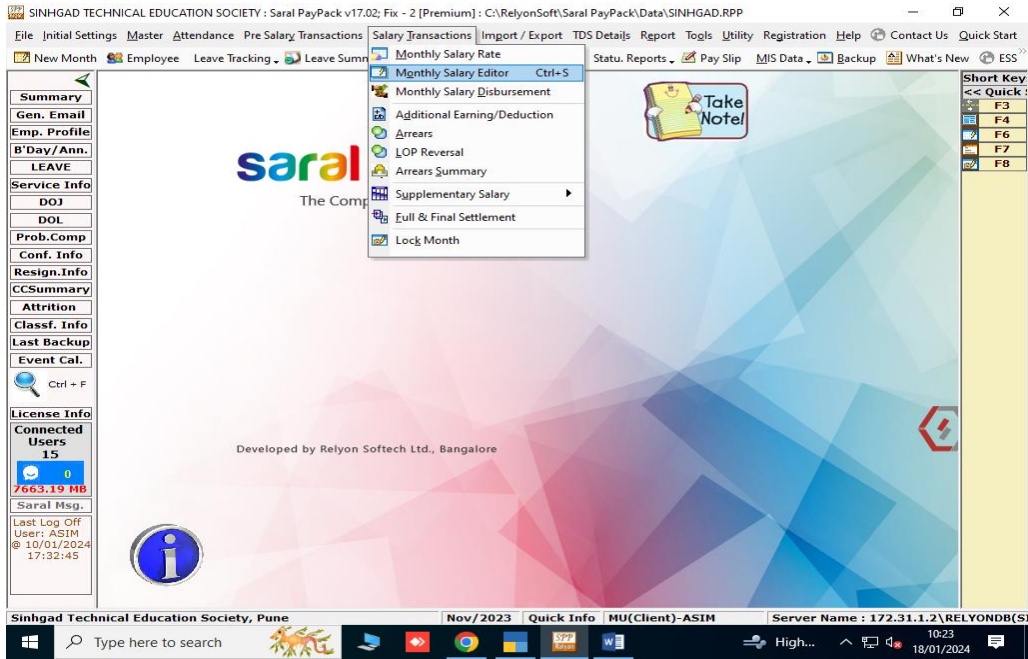 SINHGAD TECHNICAL EDUCATION SOCIETY : Saral PayPack v17.02; Fix - 2 [Premium] : C:\RelyonSoft\Saral PayPack\Data\SINHGAD.RPP
File Initial Settings Master Attendance Pre Salary Transactions Salary Transactions Import / Export TDS Details Report Tools Utility Registration Help Contact Us Quick Start
New Month Employee Leave Tracking Leave Summ Statu. Reports Pay Slip MIS Data Backup What's New ESS
Monthly Salary Rate
Monthly Salary Editor Ctrl+S
Monthly Salary Disbursement
Additional Earning/Deduction
Arrears
LOP Reversal
Arrears Summary
Supplementary Salary
Full & Final Settlement
Lock Month
Summary
Gen. Email
Emp. Profile
B'Day/Ann.
LEAVE
Service Info
DOJ
DOL
Prob.Comp
Conf. Info
Resign.Info
CCSummary
Attrition
Classf. Info
Last Backup
Event Cal.
Ctrl + F
License Info
Connected
Users
15
0
7663.19 MB
Saral Msg.
Last Log Off
User: ASIM
@ 10/01/2024
17:32:45
saral
The Comp
Take
Note!
Developed by Relyon Softech Ltd., Bangalore
Short Key
<< Quick
F3
F4
F6
F7
F8
Sinhgad Technical Education Society, Pune Nov/2023 Quick Info MU(Client)-ASIM Server Name : 172.31.1.2\RELYONDB(S
Type here to search SPP Relyon High... 10:23
18/01/2024